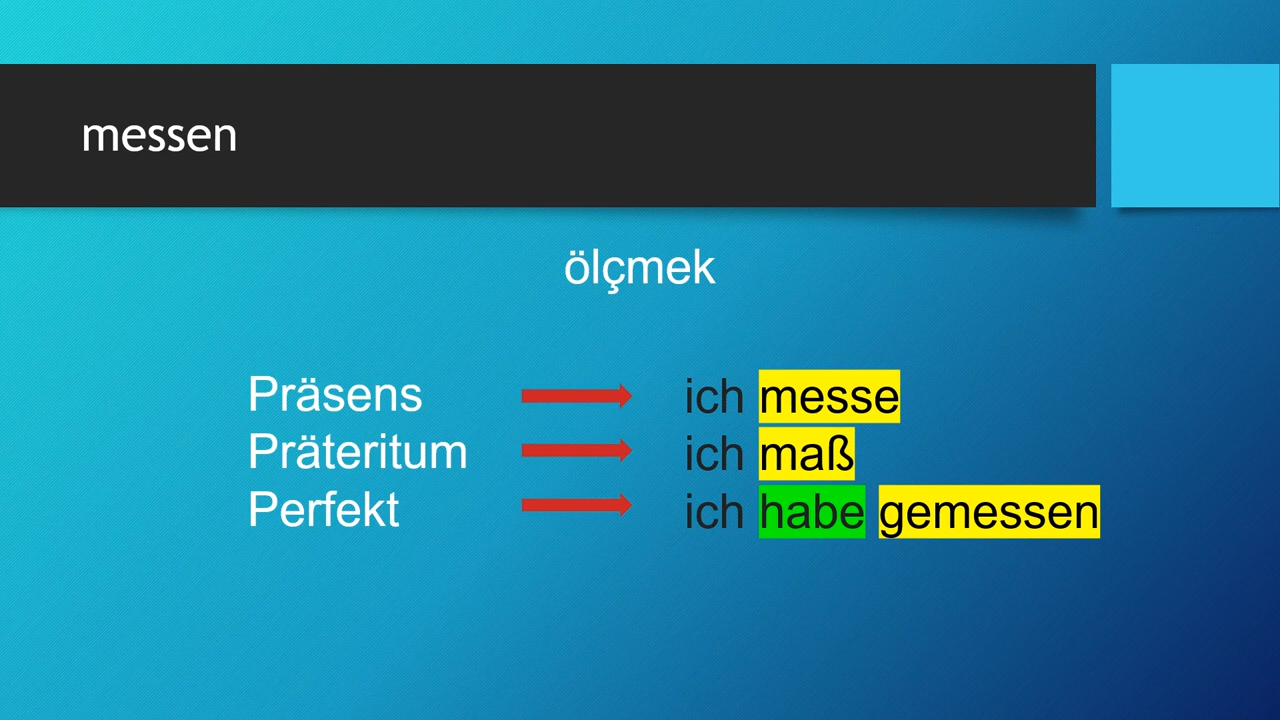 messen
ölçmek
Präsens ich messe
Präteritum ich maß
Perfekt ich habe gemessen